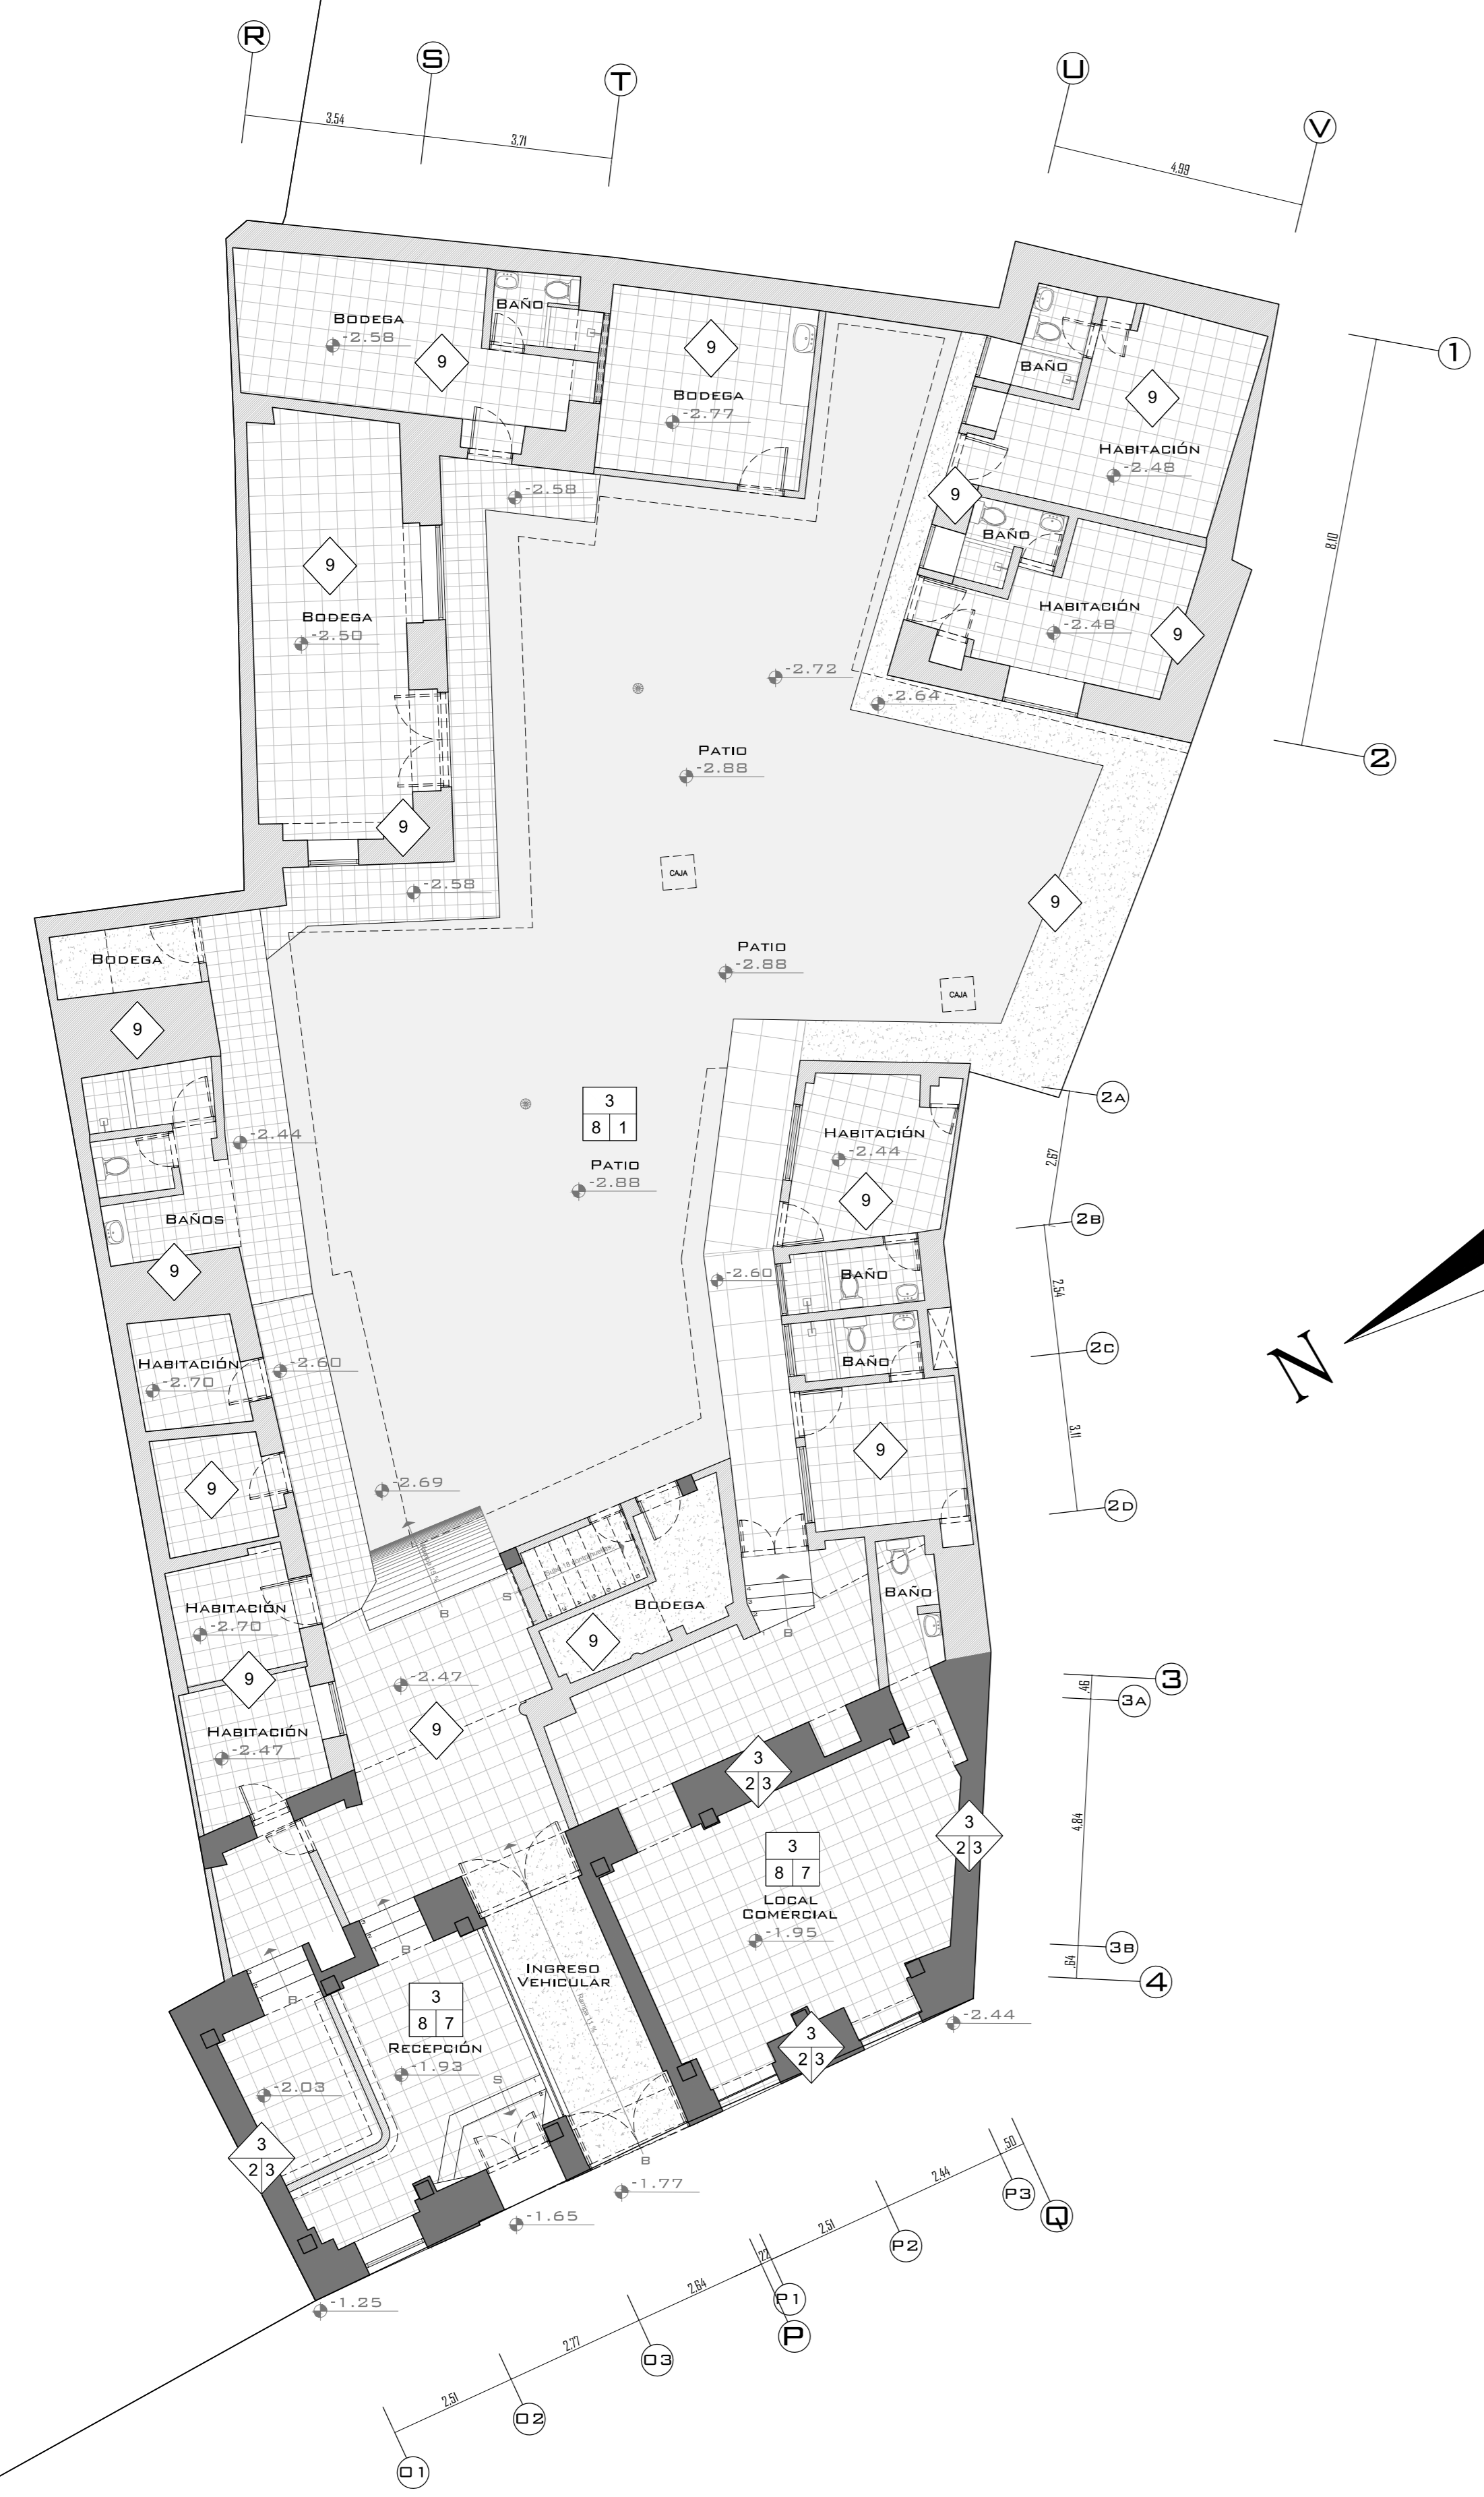 R
S
T
U
V
3.54
3.71
4.99
1
8.10
2
BODEGA
-2.58
9
BAÑO
9
BODEGA
-2.77
BAÑO
9
HABITACIÓN
-2.48
-2.58
9
BAÑO
9
BODEGA
-2.50
HABITACIÓN
-2.48
9
-2.72
-2.64
PATIO
-2.88
9
CAJA
-2.58
9
BODEGA
PATIO
-2.88
CAJA
9
3
8 1
2A
-2.44
HABITACIÓN
-2.44
2.67
PATIO
-2.88
9
BAÑOS
2B
9
-2.60
BAÑO
2.54
HABITACIÓN
-2.70
-2.60
BAÑO
2C
3.11
9
9
-2.69
2D
N
Sube 18 contrahuellas
S
B
BAÑO
BODEGA
HABITACIÓN
-2.70
9
B
9
-2.47
3
.46
3A
9
HABITACIÓN
-2.47
3
2 3
3
2 3
4.84
3
8 7
LOCAL
COMERCIAL
-1.95
B
3B
.64
4
INGRESO
VEHICULAR
Rampa 11 %
B
3
8 7
RECEPCIÓN
-1.93
-2.44
3
2 3
-2.03
S
3
2 3
B
-1.77
-1.65
.50
2.44
P3
Q
2.51
P2
.22
P1
P
-1.25
2.64
O3
2.77
O2
2.51
O1